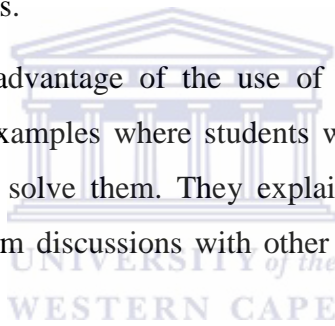 s.
advantage of the use of
examples where students w
solve them. They explai
m discussions with other
UNIVERSITY of the
WESTERN CAPE